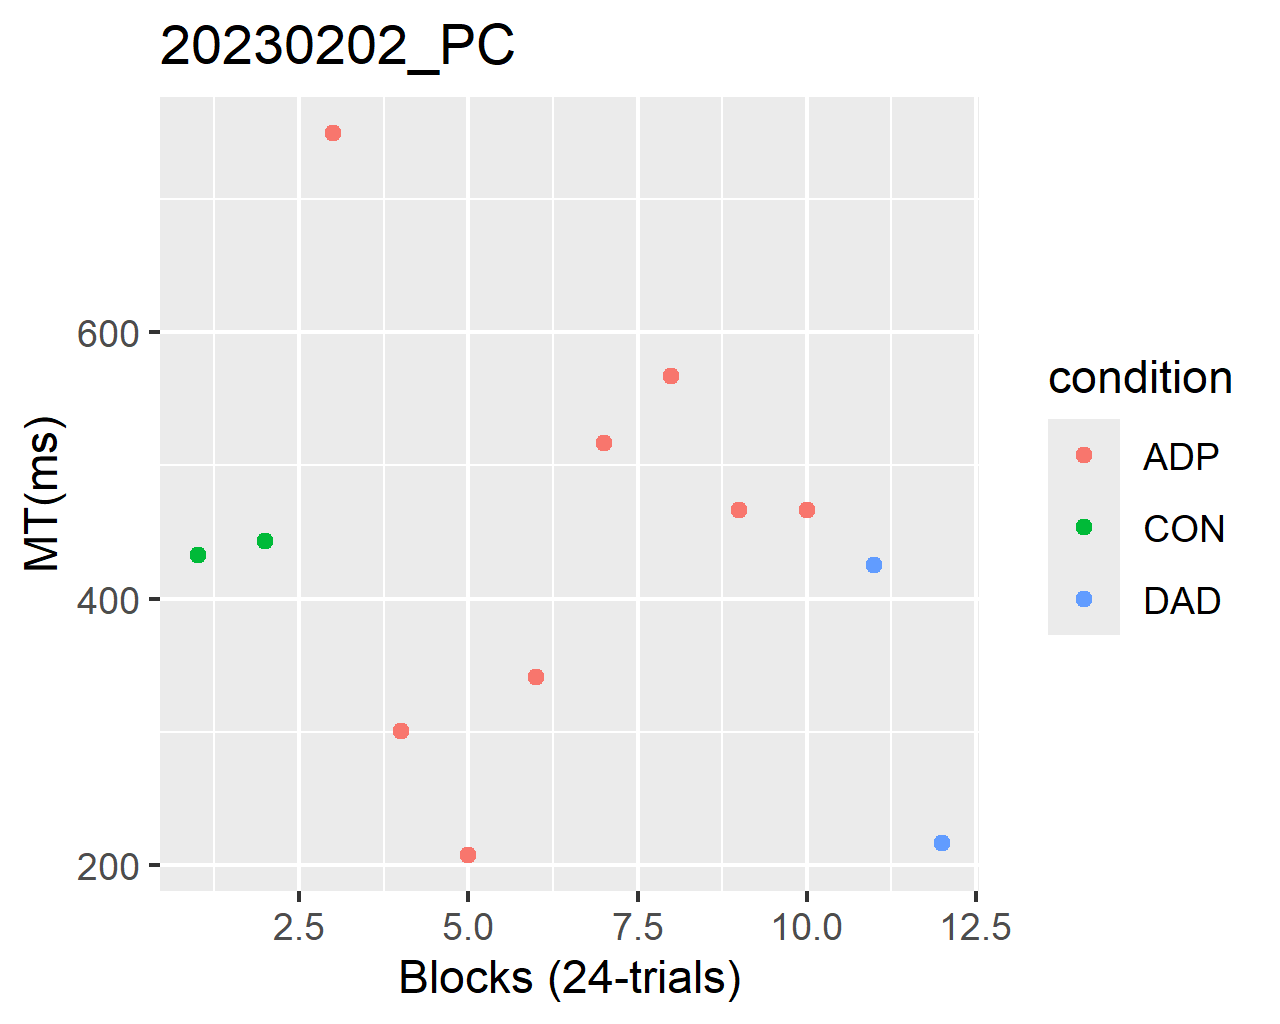 20230202_PC
MT(ms)
600
400
200
2.5 5.0 7.5 10.0 12.5
Blocks (24-trials)
condition
ADP
CON
DAD